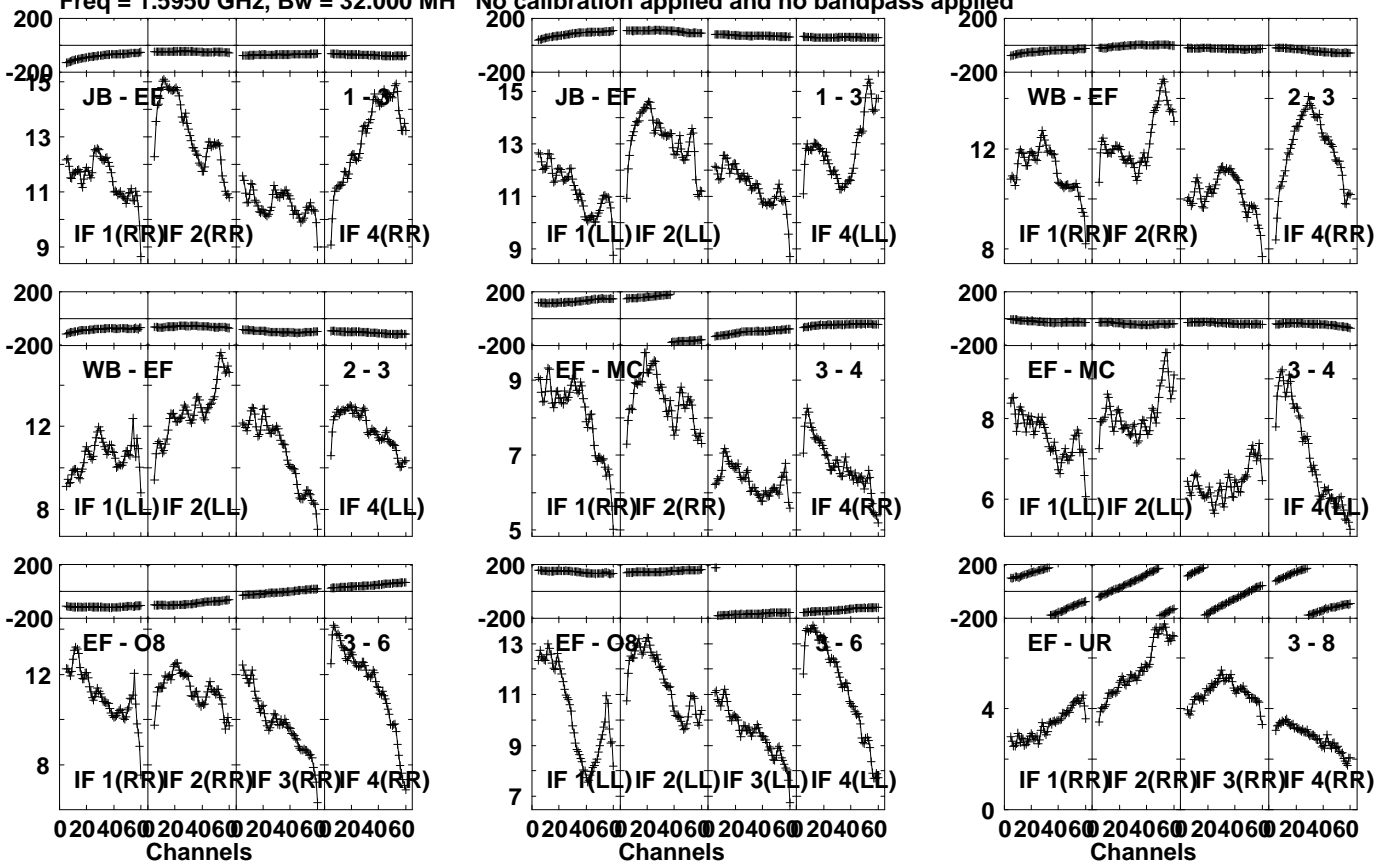 Freq = 1.5950 GHz, Bw = 32.000 MH No calibration applied and no bandpass applied
200
-200
15
13
11
9
JB - EF 1 - 3
IF 1(RR) IF 2(RR) IF 4(RR)
200
-200
15
13
11
9
JB - EF 1 - 3
IF 1(LL) IF 2(LL) IF 4(LL)
200
-200
12
8
WB - EF 2 - 3
IF 1(RR) IF 2(RR) IF 4(RR)
200
-200
12
8
WB - EF 2 - 3
IF 1(LL) IF 2(LL) IF 4(LL)
200
-200
9
7
5
EF - MC 3 - 4
IF 1(RR) IF 2(RR) IF 4(RR)
200
-200
8
6
EF - MC 3 - 4
IF 1(LL) IF 2(LL) IF 4(LL)
200
-200
12
8
EF - O8 3 - 6
IF 1(RR) IF 2(RR) IF 3(RR) IF 4(RR)
0 20 40 60 0 20 40 60 0 20 40 60 0 20 40 60
Channels
200
-200
13
11
9
7
EF - O8 3 - 6
IF 1(LL) IF 2(LL) IF 3(LL) IF 4(LL)
0 20 40 60 0 20 40 60 0 20 40 60 0 20 40 60
Channels
200
-200
4
0
EF - UR 3 - 8
IF 1(RR) IF 2(RR) IF 3(RR) IF 4(RR)
0 20 40 60 0 20 40 60 0 20 40 60 0 20 40 60
Channels